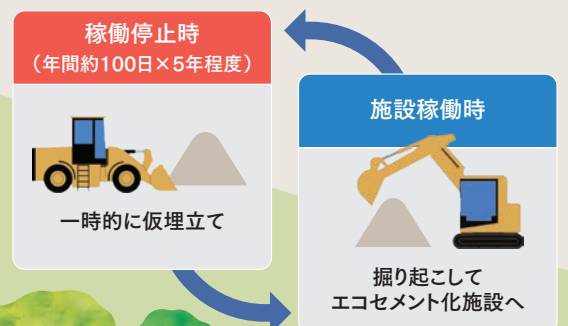 稼働停止時
（年間約100日×5年程度）
一時的に仮埋立て
施設稼働時
掘り起こして
エコセメント化施設へ